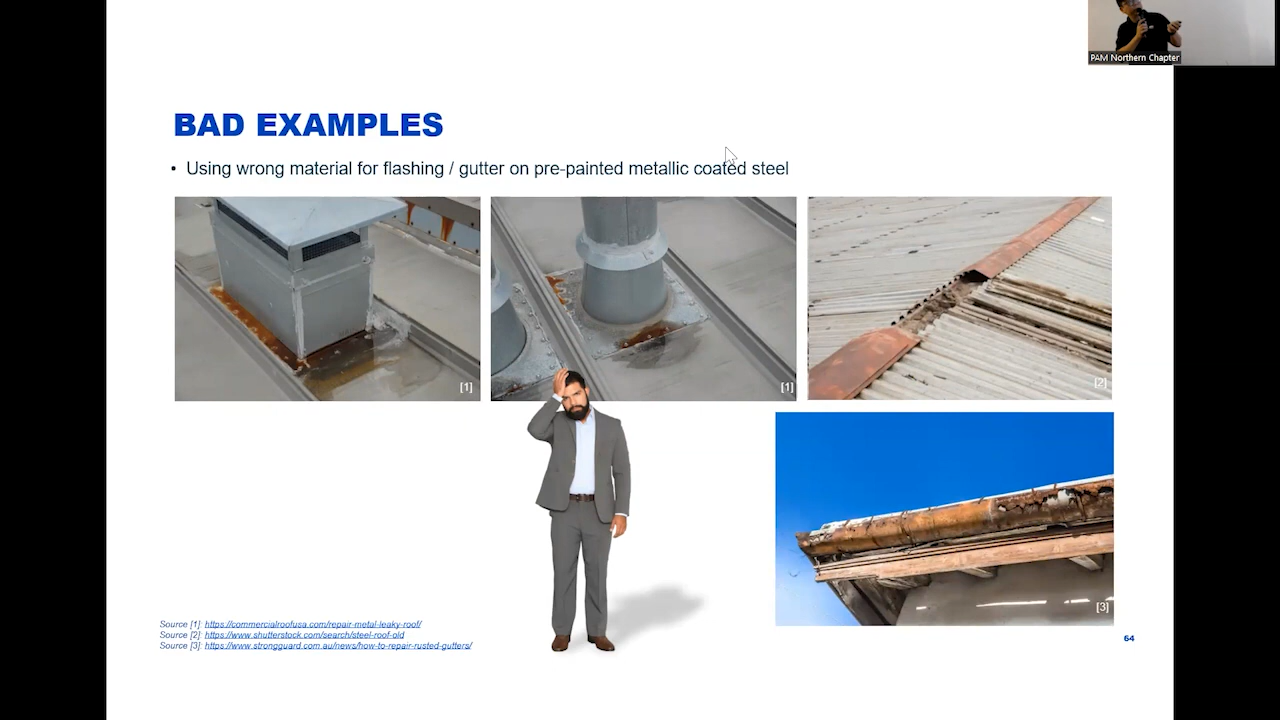 PAM Northern Chapter
BAD EXAMPLES
• Using wrong material for flashing / gutter on pre-painted metallic coated steel
[1]
[1]
[2]
[3]
Source [1]: https://commercialroofusa.com/repair-metal-leaky-roof/
Source [2]: https://www.shutterstock.com/search/steel-roof-old
Source [3]: https://www.strongguard.com.au/news/how-to-repair-rusted-gutters/
64